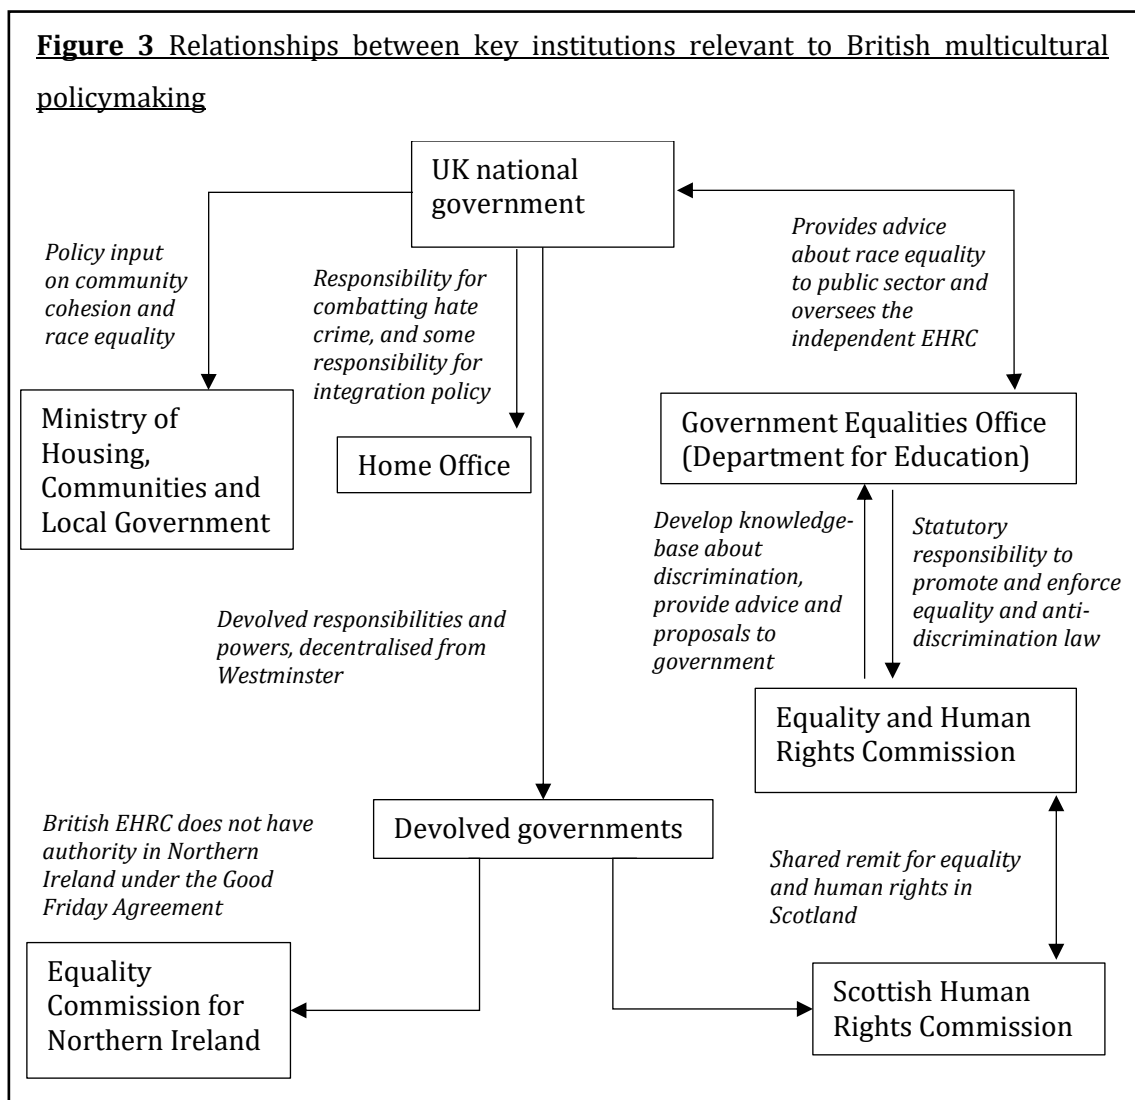 Figure 3 Relationships between key institutions relevant to British multicultural
policymaking
UK national
government
Policy input
on community
cohesion and
race equality
Responsibility for
combatting hate
crime, and some
responsibility for
integration policy
Provides advice
about race equality
to public sector and
oversees the
independent EHRC
Ministry of
Housing,
Communities and
Local Government
Home Office
Government Equalities Office
(Department for Education)
Develop knowledge-
base about
discrimination,
provide advice and
proposals to
government
Statutory
responsibility to
promote and enforce
equality and anti-
discrimination law
Devolved responsibilities and
powers, decentralised from
Westminster
Equality and Human
Rights Commission
Devolved governments
British EHRC does not have
authority in Northern
Ireland under the Good
Friday Agreement
Shared remit for equality
and human rights in
Scotland
Equality
Commission for
Northern Ireland
Scottish Human
Rights Commission